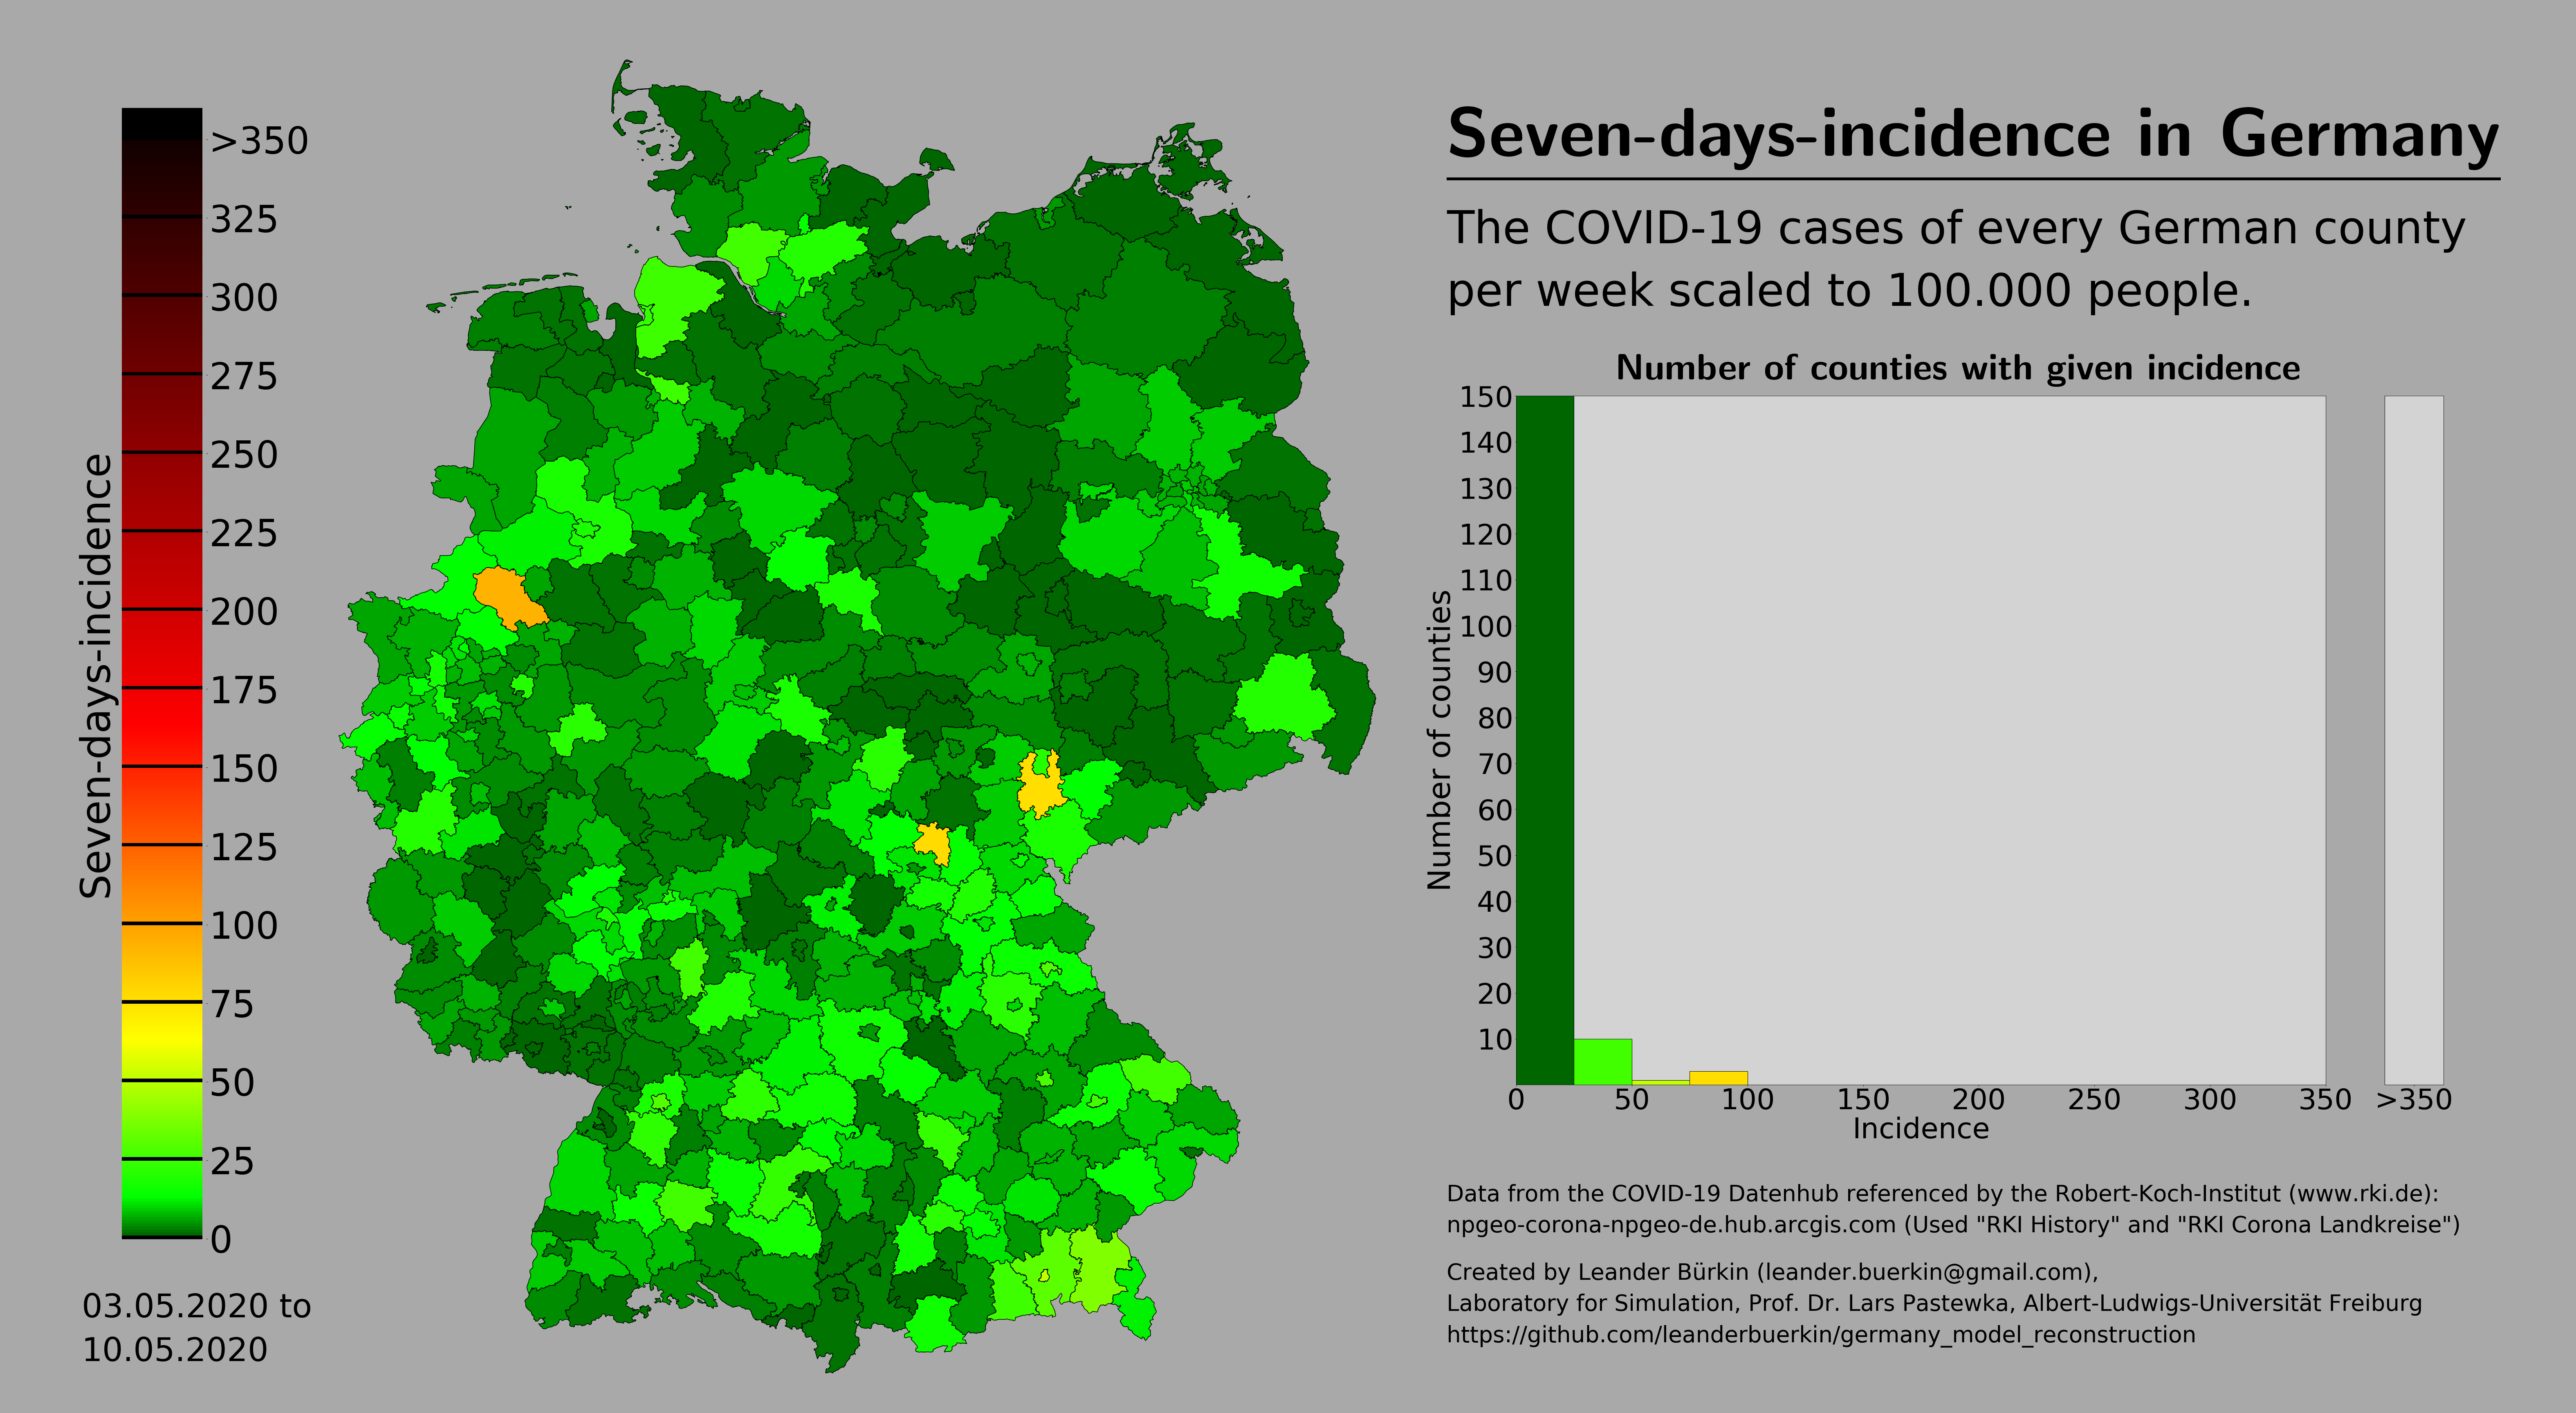 Seven-days-incidence in Germany
The COVID-19 cases of every German county
per week scaled to 100.000 people.
Seven-days-incidence
>350
325
300
275
250
225
200
175
150
125
100
75
50
25
0
03.05.2020 to
10.05.2020
Number of counties with given incidence
Number of counties
150
140
130
120
110
100
90
80
70
60
50
40
30
20
10
0 50 100 150 200 250 300 350 >350
Incidence
Data from the COVID-19 Datenhub referenced by the Robert-Koch-Institut (www.rki.de):
npgeo-corona-npgeo-de.hub.arcgis.com (Used "RKI History" and "RKI Corona Landkreise")
Created by Leander Bürkin (leander.buerkin@gmail.com),
Laboratory for Simulation, Prof. Dr. Lars Pastewka, Albert-Ludwigs-Universität Freiburg
https://github.com/leanderbuerkin/germany_model_reconstruction